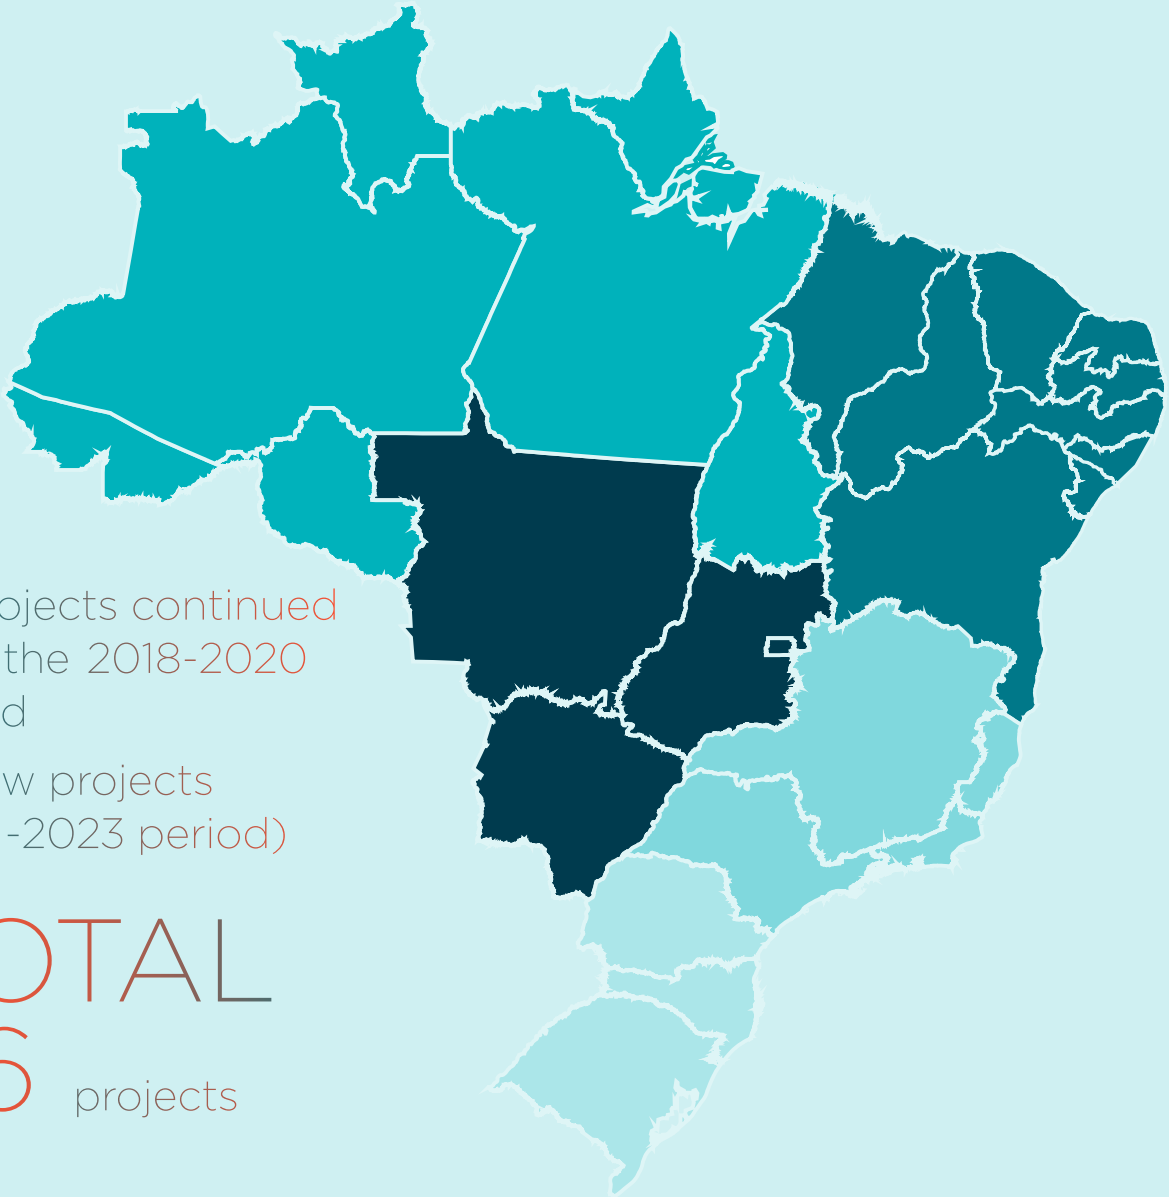 ojects continued
the 2018-2020
d
w projects
-2023 period)
OTAL
projects